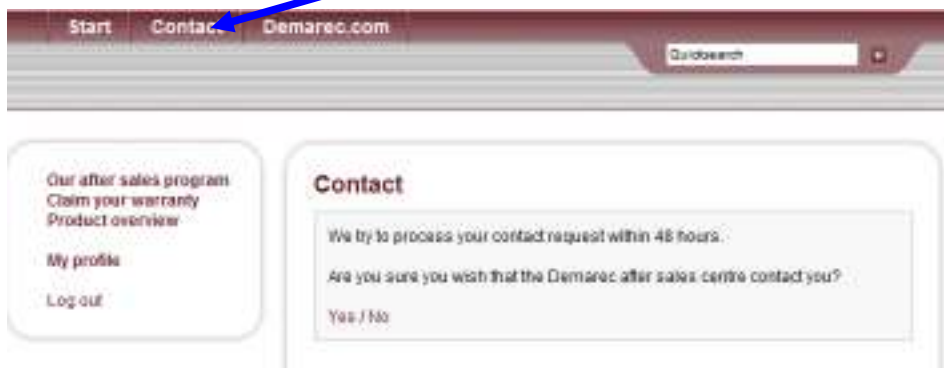 Start Contact Demarec.com
Quicksearch
Our after sales program
Claim your warranty
Product overview
My profile
Log out
Contact
We try to process your contact request within 48 hours.
Are you sure you wish that the Demarec after sales centre contact you?
Yes / No